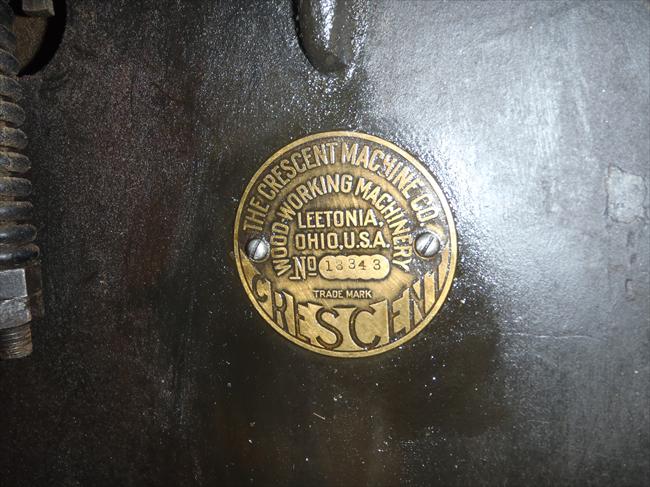 THE CRESCENT MACHINE CO.
WOOD-WORKING MACHINERY
LEETONIA,
OHIO, U.S.A.
No 13343
TRADE MARK
CRESCENT